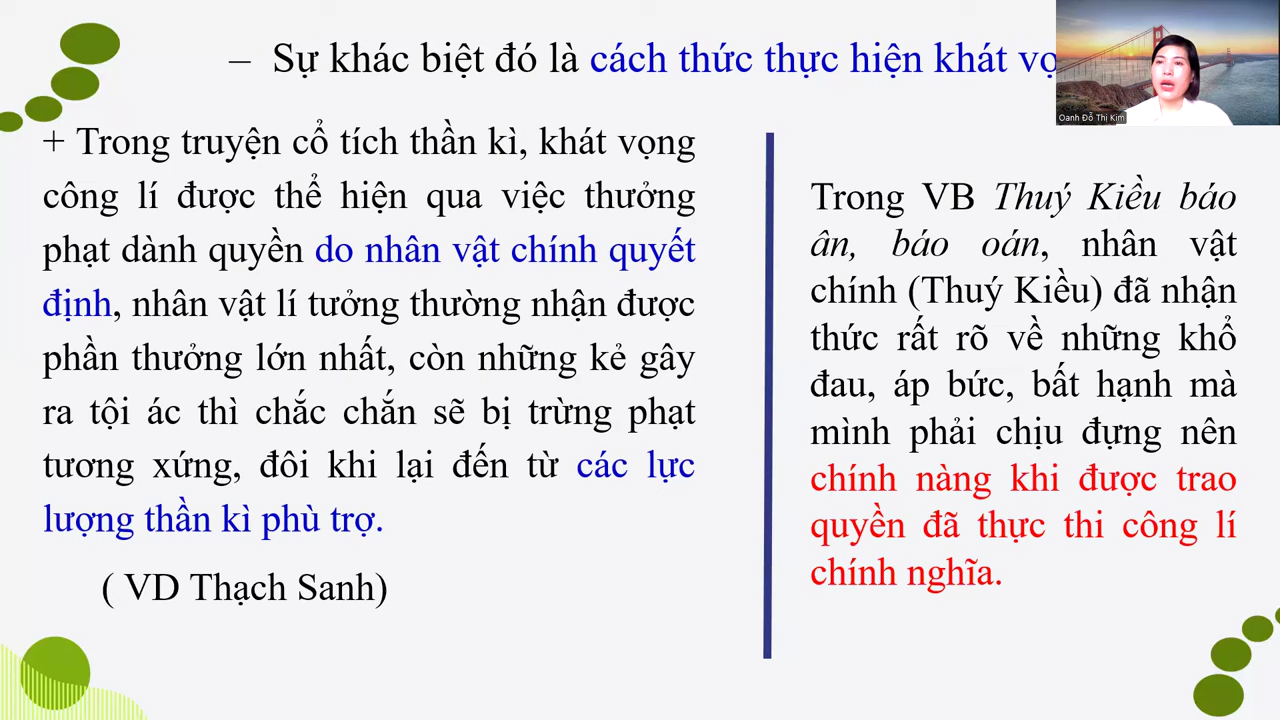 – Sự khác biệt đó là cách thức thực hiện khát
Oanh Đỗ Thị Kim
+ Trong truyện cổ tích thần kì, khát vọng
công lí được thể hiện qua việc thưởng
phạt dành quyền do nhân vật chính quyết
định, nhân vật lí tưởng thường nhận được
phần thưởng lớn nhất, còn những kẻ gây
ra tội ác thì chắc chắn sẽ bị trừng phạt
tương xứng, đôi khi lại đến từ các lực
lượng thần kì phù trợ.
( VD Thạch Sanh)
Trong VB Thuý Kiều báo
ân, báo oán, nhân vật
chính (Thuý Kiều) đã nhận
thức rất rõ về những khổ
đau, áp bức, bất hạnh mà
mình phải chịu đựng nên
chính nàng khi được trao
quyền đã thực thi công lí
chính nghĩa.